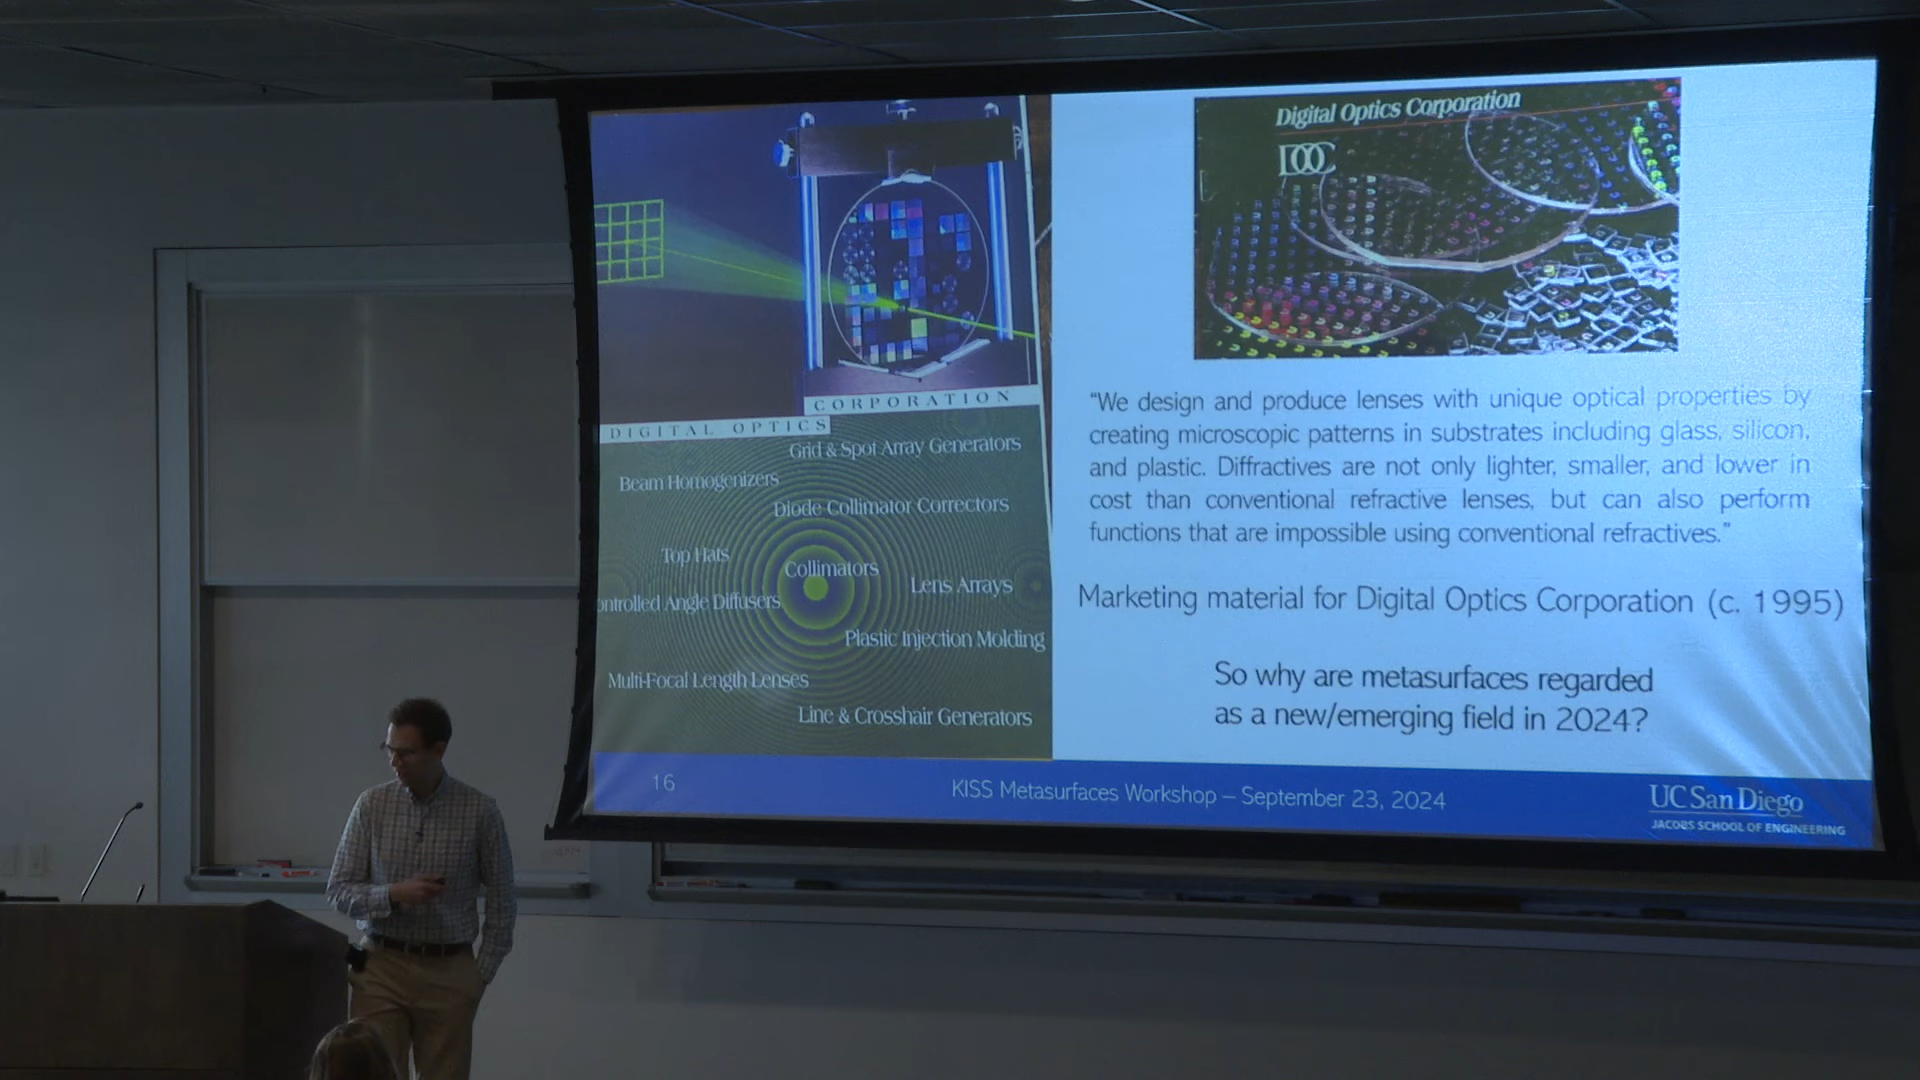 CORPORATION
DIGITAL OPTICS
Grid & Spot Array Generators
Beam Homogenizers
Diode Collimator Correctors
Top Hats
Collimators
Lens Arrays
ontrolled Angle Diffusers
Plastic Injection Molding
Multi-Focal Length Lenses
Line & Crosshair Generators
Digital Optics Corporation
DOC
“We design and produce lenses with unique optical properties by
creating microscopic patterns in substrates including glass, silicon,
and plastic. Diffractives are not only lighter, smaller, and lower in
cost than conventional refractive lenses, but can also perform
functions that are impossible using conventional refractives.”
Marketing material for Digital Optics Corporation (c. 1995)
So why are metasurfaces regarded
as a new/emerging field in 2024?
16
KISS Metasurfaces Workshop – September 23, 2024
UC San Diego
JACOBS SCHOOL OF ENGINEERING